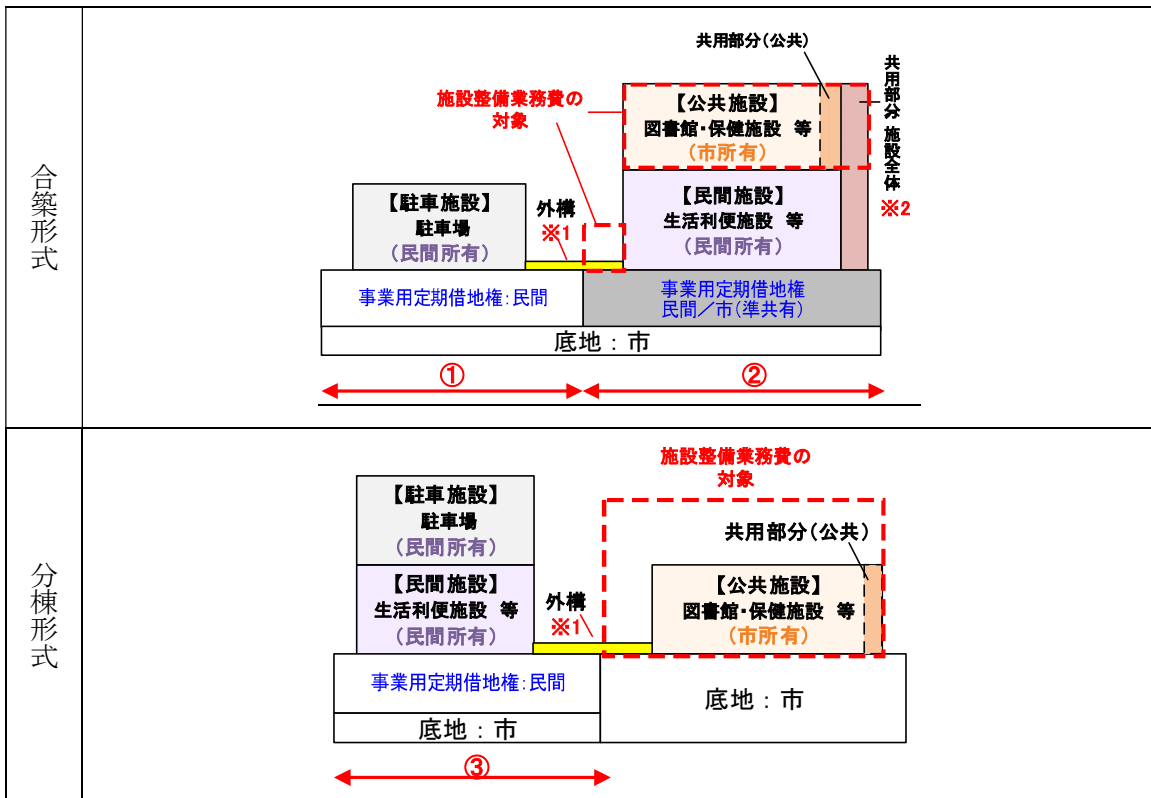 合築形式
共用部分(公共)
共用部分 施設全体
※2
施設整備業務費の
対象
【公共施設】
図書館・保健施設 等
(市所有)
【駐車施設】
駐車場
(民間所有)
外構
※1
【民間施設】
生活利便施設 等
(民間所有)
事業用定期借地権:民間
事業用定期借地権
民間/市(準共有)
底地:市
①
②
分棟形式
施設整備業務費の
対象
【駐車施設】
駐車場
(民間所有)
共用部分(公共)
【民間施設】
生活利便施設 等
(民間所有)
外構
※1
【公共施設】
図書館・保健施設 等
(市所有)
事業用定期借地権:民間
底地:市
底地:市
③